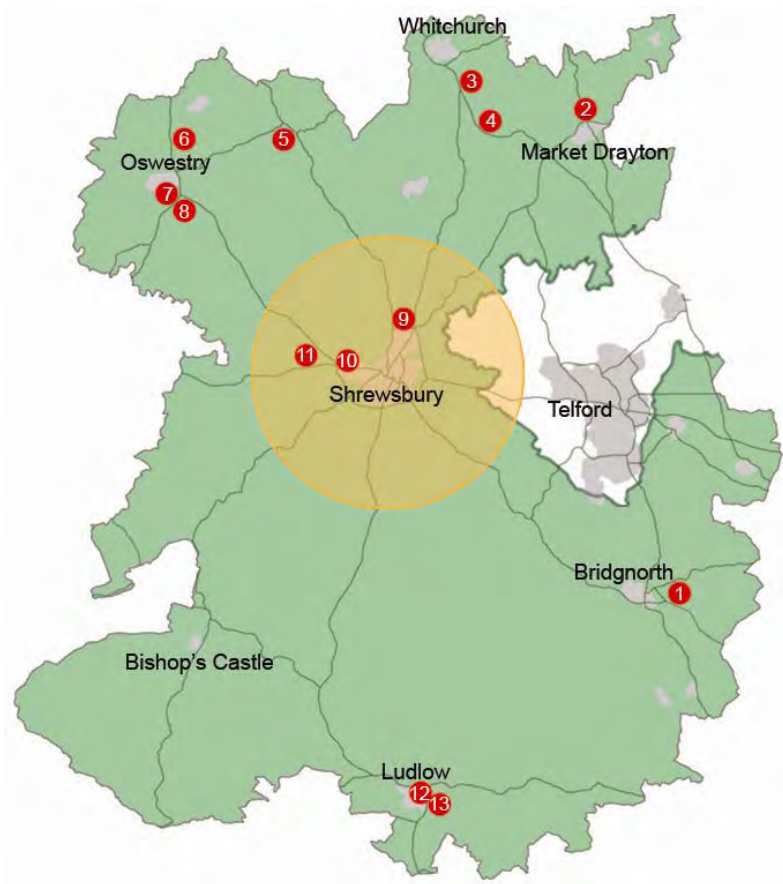 Whitchurch
3
2
4
6
5
Market Drayton
Oswestry
7
8
9
11
10
Shrewsbury
Telford
Bridgnorth
1
Bishop's Castle
Ludlow
12
13